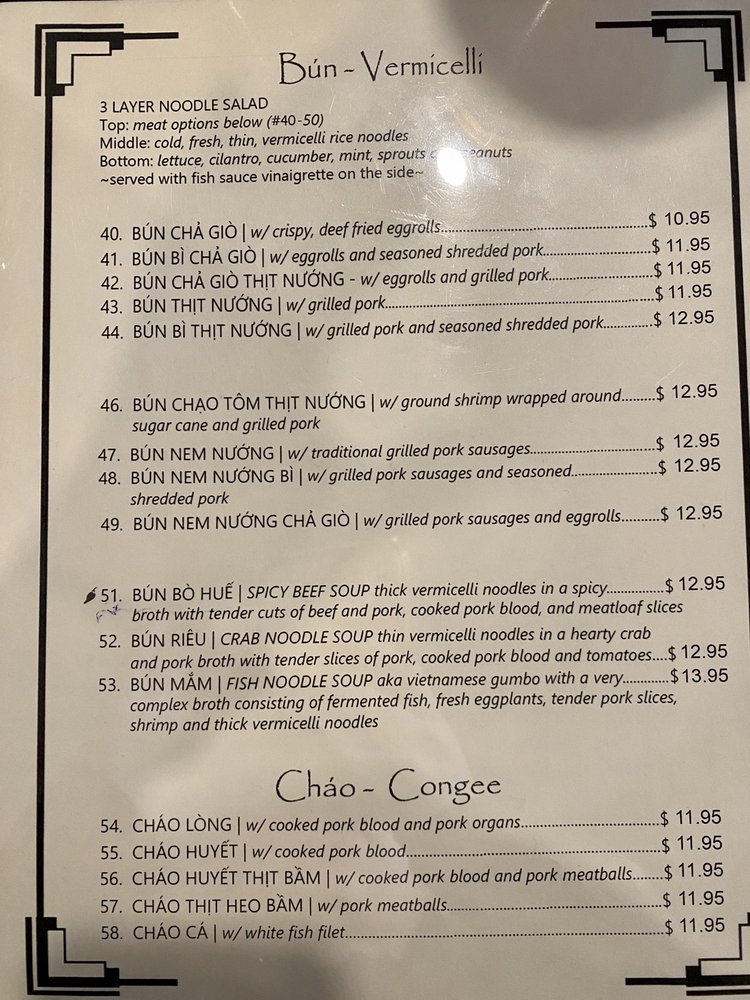 Bún - Vermicelli
3 LAYER NOODLE SALAD
Top: meat options below (#40-50)
Middle: cold, fresh, thin, vermicelli rice noodles
Bottom: lettuce, cilantro, cucumber, mint, sprouts
~served with fish sauce vinaigrette on the side~
40. BÚN CHẢ GIÒ | w/ crispy, deef fried eggrolls..........$ 10.95
41. BÚN BÌ CHẢ GIÒ | w/ eggrolls and seasoned shredded pork..........$ 11.95
42. BÚN CHẢ GIÒ THỊT NƯỚNG - w/ eggrolls and grilled pork..........$ 11.95
43. BÚN THỊT NƯỚNG | w/ grilled pork..........$ 11.95
44. BÚN BÌ THỊT NƯỚNG | w/ grilled pork and seasoned shredded pork..........$ 12.95
46. BÚN CHẠO TÔM THỊT NƯỚNG | w/ ground shrimp wrapped around.........$ 12.95
sugar cane and grilled pork
47. BÚN NEM NƯỚNG | w/ traditional grilled pork sausages..........$ 12.95
48. BÚN NEM NƯỚNG BÌ | w/ grilled pork sausages and seasoned..........$ 12.95
shredded pork
49. BÚN NEM NƯỚNG CHẢ GIÒ | w/ grilled pork sausages and eggrolls..........$ 12.95
51. BÚN BÒ HUẾ | SPICY BEEF SOUP thick vermicelli noodles in a spicy..........$ 12.95
broth with tender cuts of beef and pork, cooked pork blood, and meatloaf slices
52. BÚN RIÊU | CRAB NOODLE SOUP thin vermicelli noodles in a hearty crab
and pork broth with tender slices of pork, cooked pork blood and tomatoes....$ 12.95
53. BÚN MẮM | FISH NOODLE SOUP aka vietnamese gumbo with a very..........$ 13.95
complex broth consisting of fermented fish, fresh eggplants, tender pork slices,
shrimp and thick vermicelli noodles
Cháo - Congee
54. CHÁO LÒNG | w/ cooked pork blood and pork organs..........$ 11.95
55. CHÁO HUYẾT | w/ cooked pork blood..........$ 11.95
56. CHÁO HUYẾT THỊT BẰM | w/ cooked pork blood and pork meatballs.......$ 11.95
57. CHÁO THỊT HEO BẰM | w/ pork meatballs..........$ 11.95
58. CHÁO CÁ | w/ white fish filet..........$ 11.95